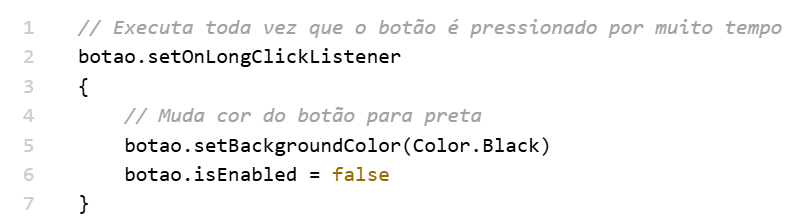 1 // Executa toda vez que o botão é pressionado por muito tempo
2 botao.setOnLongClickListener
3 {
4     // Muda cor do botão para preta
5     botao.setBackgroundColor(Color.Black)
6     botao.isEnabled = false
7 }